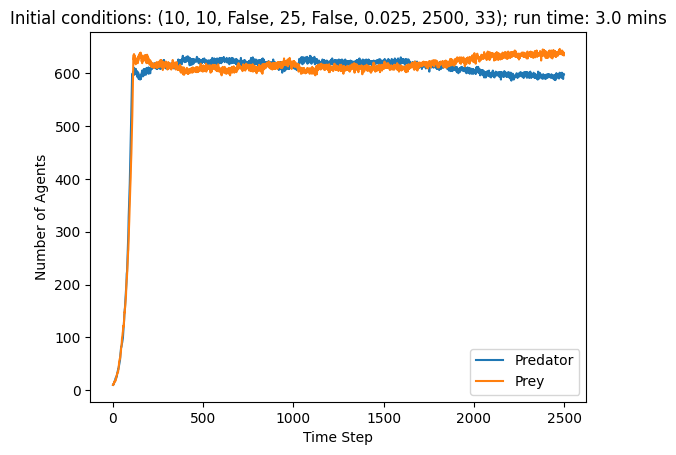 Initial conditions: (10, 10, False, 25, False, 0.025, 2500, 33); run time: 3.0 mins
600
500
400
300
200
100
0
Number of Agents
Predator
Prey
0 500 1000 1500 2000 2500
Time Step